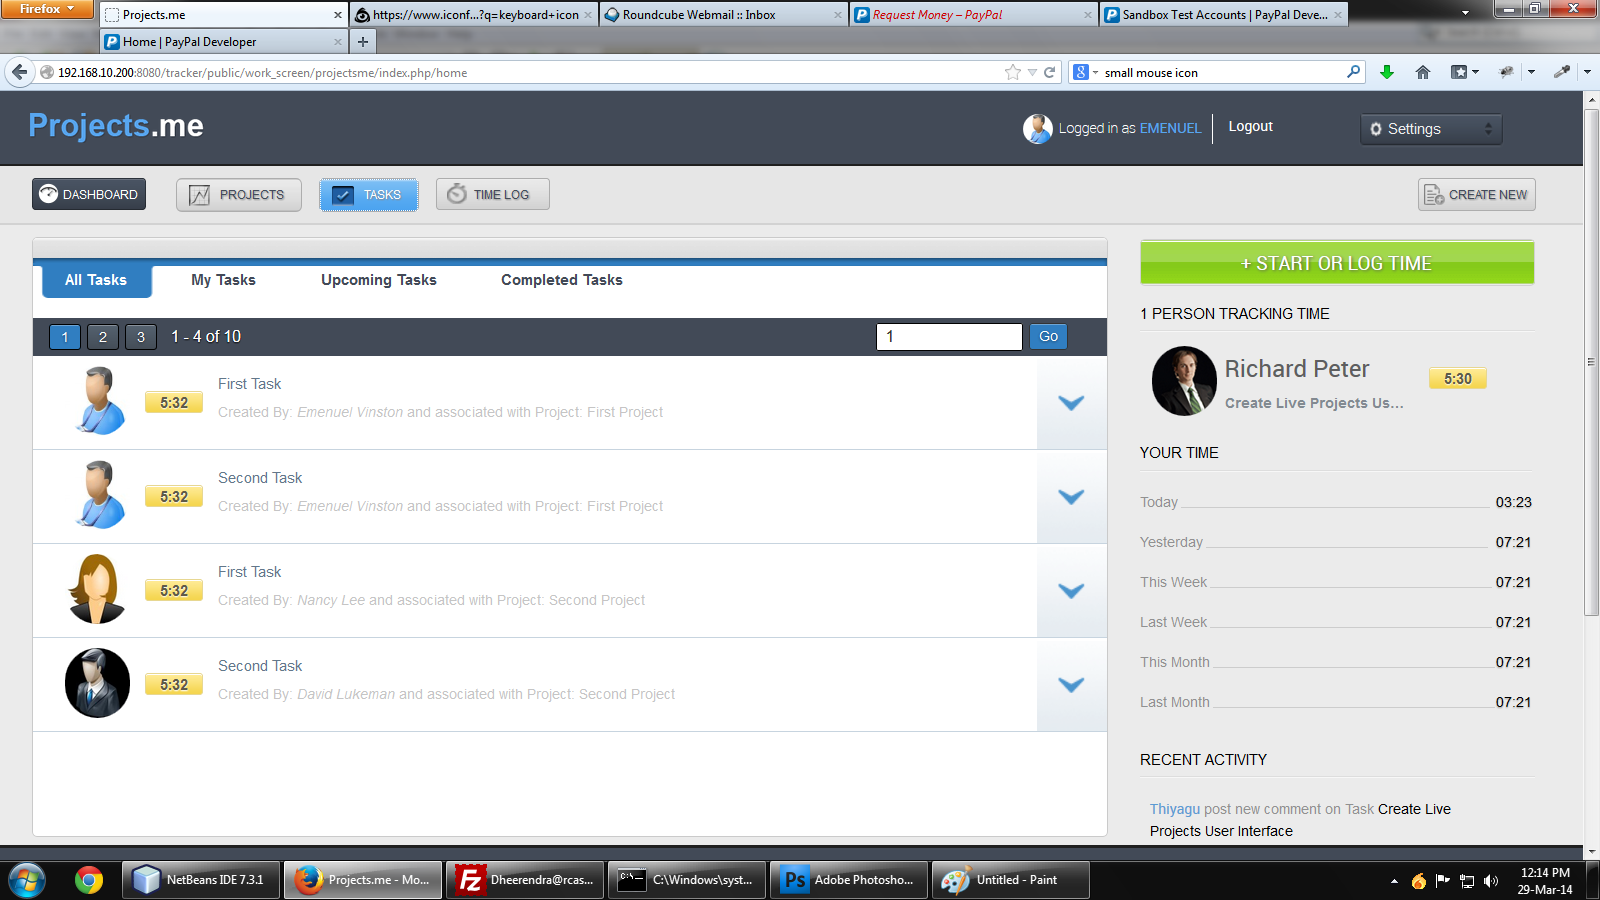 Firefox
Projects.me
https://www.iconf...?q=keyboard+icon
Roundcube Webmail :: Inbox
Request Money – PayPal
Sandbox Test Accounts | PayPal Deve...
Home | PayPal Developer
192.168.10.200:8080/tracker/public/work_screen/projectsme/index.php/home
small mouse icon
Projects.me
Logged in as EMENUEL
Logout
Settings
DASHBOARD
PROJECTS
TASKS
TIME LOG
CREATE NEW
All Tasks
My Tasks
Upcoming Tasks
Completed Tasks
1 2 3 1 - 4 of 10
1
Go
5:32
First Task
Created By: Emenuel Vinston and associated with Project: First Project
5:32
Second Task
Created By: Emenuel Vinston and associated with Project: First Project
5:32
First Task
Created By: Nancy Lee and associated with Project: Second Project
5:32
Second Task
Created By: David Lukeman and associated with Project: Second Project
+ START OR LOG TIME
1 PERSON TRACKING TIME
Richard Peter
5:30
Create Live Projects Us...
YOUR TIME
Today 03:23
Yesterday 07:21
This Week 07:21
Last Week 07:21
This Month 07:21
Last Month 07:21
RECENT ACTIVITY
Thiyagu post new comment on Task Create Live
Projects User Interface
NetBeans IDE 7.3.1
Projects.me - Mo...
Dheerendra@rcas...
C:\Windows\syst...
Adobe Photosho...
Untitled - Paint
12:14 PM
29-Mar-14